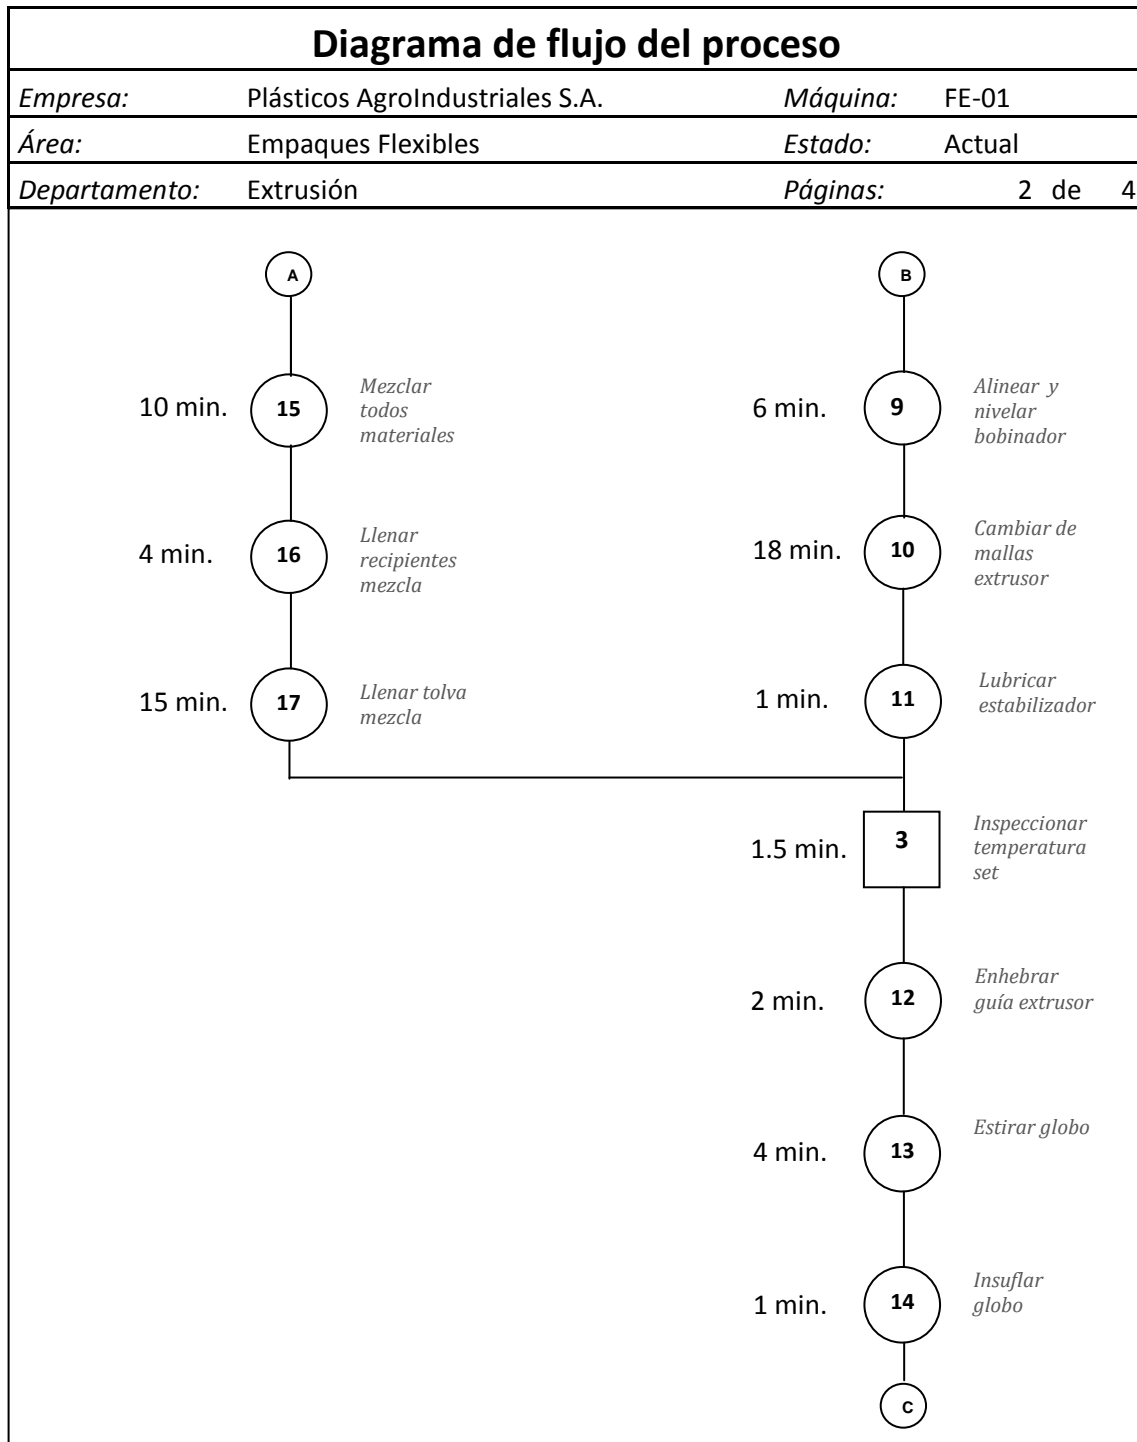 Diagrama de flujo del proceso
Empresa: Plásticos AgroIndustriales S.A. Máquina: FE-01
Área: Empaques Flexibles Estado: Actual
Departamento: Extrusión Páginas: 2 de 4
A
B
10 min.
15
Mezclar
todos
materiales
6 min.
9
Alinear y
nivelar
bobinador
4 min.
16
Llenar
recipientes
mezcla
18 min.
10
Cambiar de
mallas
extrusor
15 min.
17
Llenar tolva
mezcla
1 min.
11
Lubricar
estabilizador
1.5 min.
3
Inspeccionar
temperatura
set
2 min.
12
Enhebrar
guía extrusor
4 min.
13
Estirar globo
1 min.
14
Insuflar
globo
C